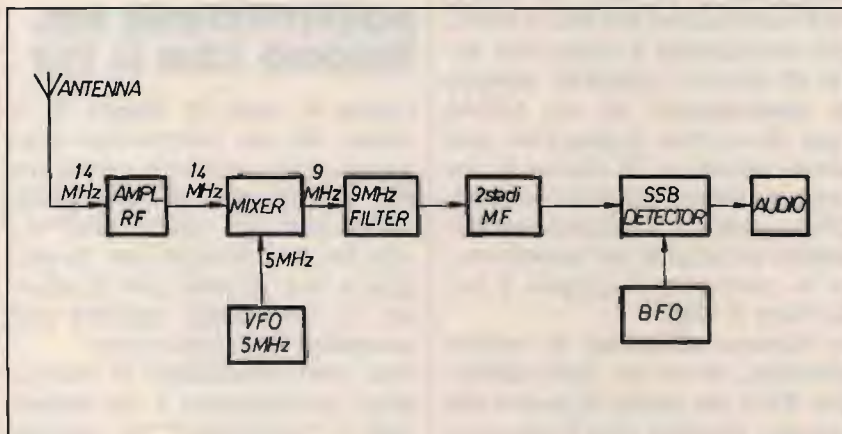 ANTENNA
14
MHz
AMPL
RF
14
MHz
MIXER
9
MHz
9MHz
FILTER
2stadi
MF
SSB
DETECTOR
AUDIO
5MHz
VFO
5MHz
BFO